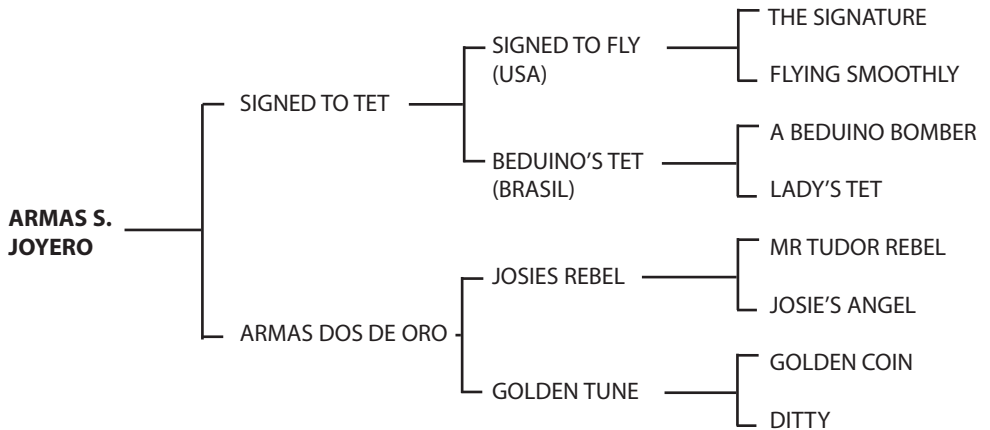 THE SIGNATURE
SIGNED TO FLY
(USA)
FLYING SMOOTHLY
SIGNED TO TET
A BEDUINO BOMBER
BEDUINO’S TET
(BRASIL)
LADY’S TET
ARMAS S.
JOYERO
MR TUDOR REBEL
JOSIES REBEL
JOSIE’S ANGEL
ARMAS DOS DE ORO
GOLDEN COIN
GOLDEN TUNE
DITTY